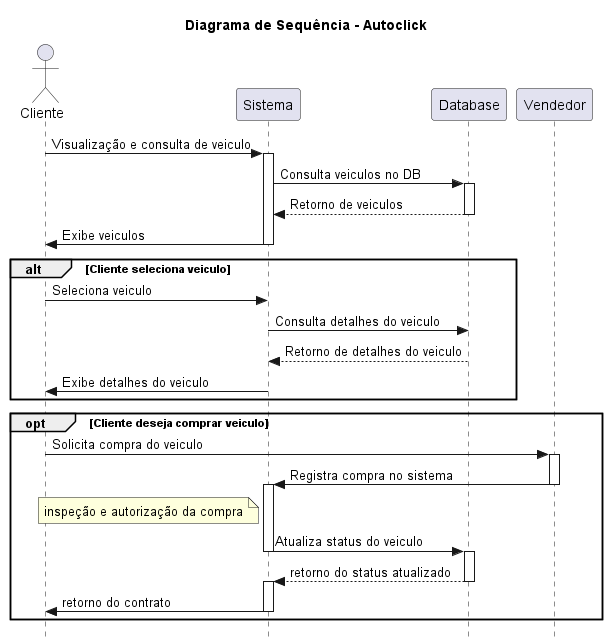 Diagrama de Sequência - Autoclick
Cliente
Sistema
Database
Vendedor
Visualização e consulta de veiculo
Consulta veiculos no DB
Retorno de veiculos
Exibe veiculos
alt [Cliente seleciona veiculo]
Seleciona veiculo
Consulta detalhes do veiculo
Retorno de detalhes do veiculo
Exibe detalhes do veiculo
opt [Cliente deseja comprar veiculo]
Solicita compra do veiculo
Registra compra no sistema
inspeção e autorização da compra
Atualiza status do veiculo
retorno do status atualizado
retorno do contrato